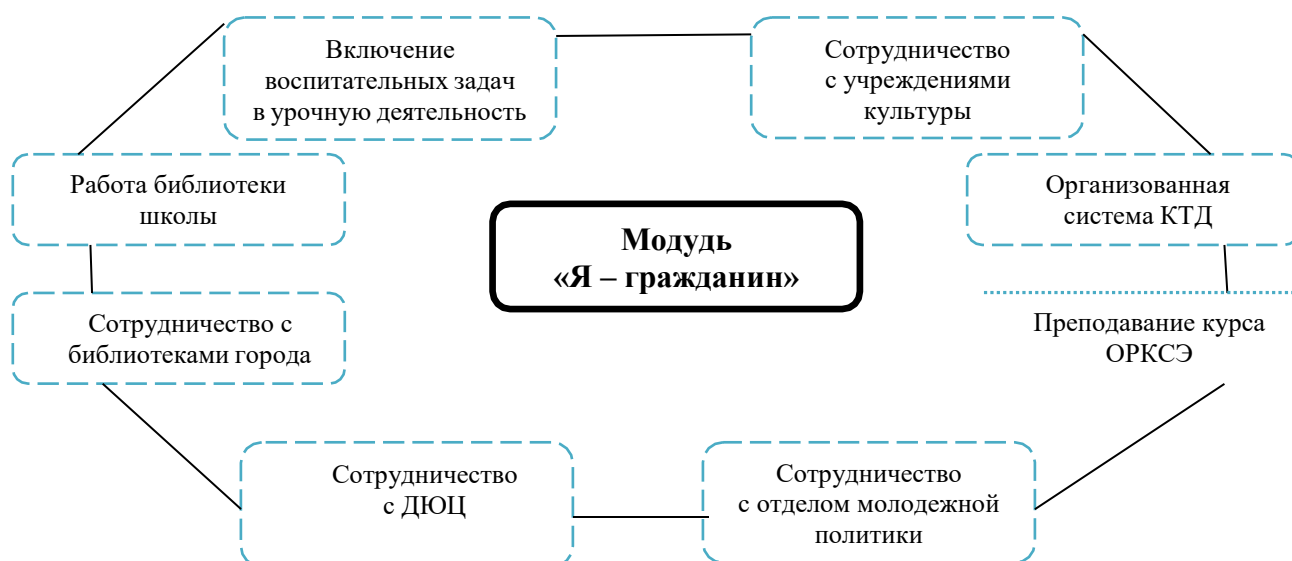 Включение
воспитательных задач
в урочную деятельность
Сотрудничество
с учреждениями
культуры
Работа библиотеки
школы
Организованная
система КТД
Модудь
«Я – гражданин»
Сотрудничество с
библиотеками города
Преподавание курса
ОРКСЭ
Сотрудничество
с ДЮЦ
Сотрудничество
с отделом молодежной
политики